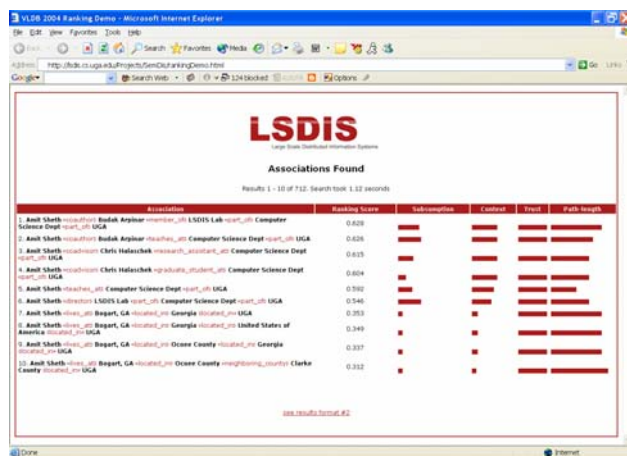 VLDB 2004 Ranking Demo - Microsoft Internet Explorer
File Edit View Favorites Tools Help
Search Favorites Media
Address http://lsdis.cs.uga.edu/Projects/SemDis/rankingDemo.html Go Links
Google Search Web 124 blocked Options
LSDIS
Large Scale Distributed Information Systems
Associations Found
Results 1 - 10 of 712. Search took 1.12 seconds
Association Ranking Score Subsumption Context Trust Path-length
1. Amit Sheth «coauthor» Budak Arpinar «member_of» LSDIS Lab «part_of» Computer
Science Dept «part_of» UGA 0.628
2. Amit Sheth «coauthor» Budak Arpinar «teaches_at» Computer Science Dept «part_of» UGA 0.626
3. Amit Sheth «coadvisor» Chris Halaschek «research_assistant_at» Computer Science Dept
«part_of» UGA 0.615
4. Amit Sheth «coadvisor» Chris Halaschek «graduate_student_at» Computer Science Dept
«part_of» UGA 0.604
5. Amit Sheth «teaches_at» Computer Science Dept «part_of» UGA 0.592
6. Amit Sheth «director» LSDIS Lab «part_of» Computer Science Dept «part_of» UGA 0.546
7. Amit Sheth «lives_at» Bogart, GA «located_in» Georgia «located_in» UGA 0.353
8. Amit Sheth «lives_at» Bogart, GA «located_in» Georgia «located_in» United States of
America «located_in» UGA 0.349
9. Amit Sheth «lives_at» Bogart, GA «located_in» Oconee County «located_in» Georgia
«located_in» UGA 0.337
10. Amit Sheth «lives_at» Bogart, GA «located_in» Oconee County «neighboring_county» Clarke
County «located_in» UGA 0.312
see results format #2
Done Internet